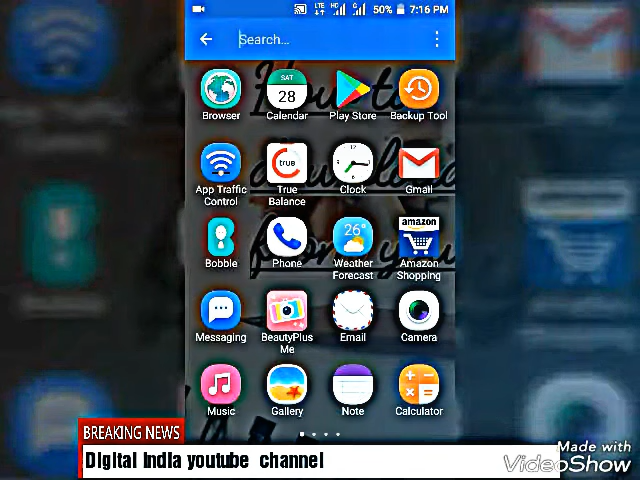 LTE
50% 7:16 PM
Search...
SAT
28
Browser Calendar Play Store Backup Tool
true
12
App Traffic Control True Balance Clock Gmail
26°
amazon
Bobble Phone Weather Forecast Amazon Shopping
Messaging BeautyPlus Me Email Camera
Music Gallery Note Calculator
BREAKING NEWS
Digital india youtube channel
Made with
VideoShow